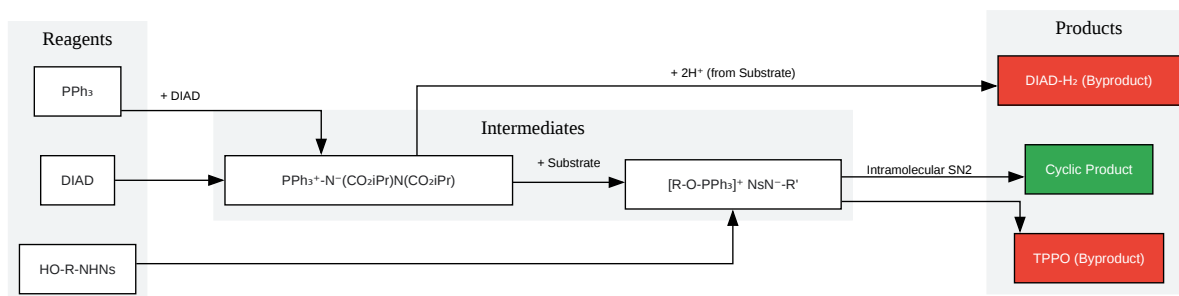 Reagents
Products
PPh₃
+ DIAD
+ 2H⁺ (from Substrate)
DIAD-H₂ (Byproduct)
Intermediates
DIAD
PPh₃⁺-N⁻(CO₂iPr)N(CO₂iPr)
+ Substrate
[R-O-PPh₃]⁺ NsN⁻-R'
Intramolecular SN2
Cyclic Product
HO-R-NHNs
TPPO (Byproduct)